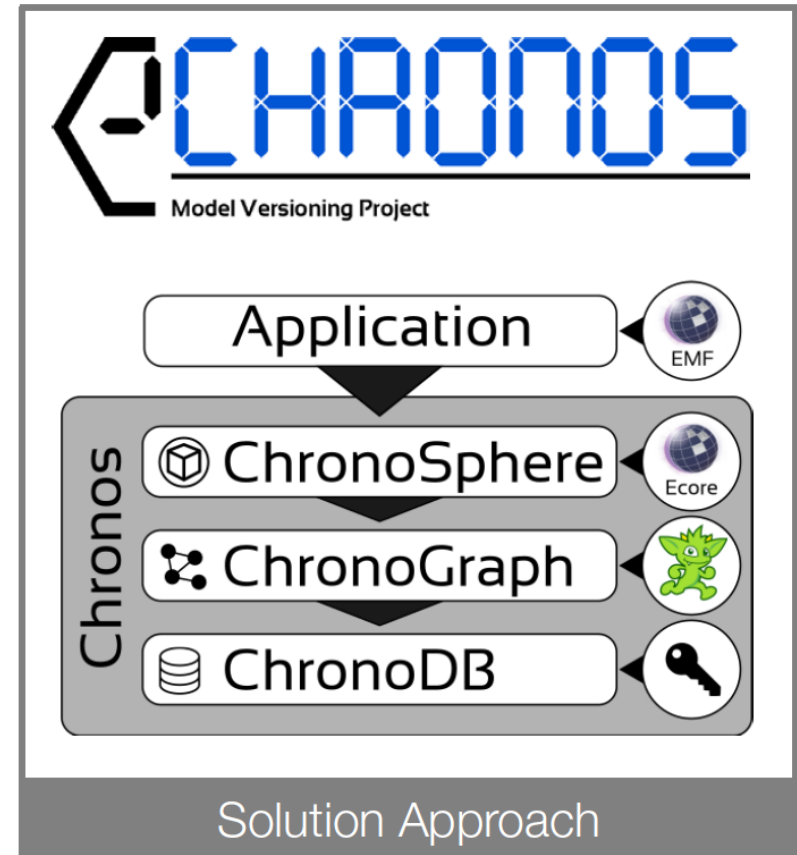 CHRONOS
Model Versioning Project
Application
EMF
Chronos
ChronoSphere
Ecore
ChronoGraph
ChronoDB
Solution Approach